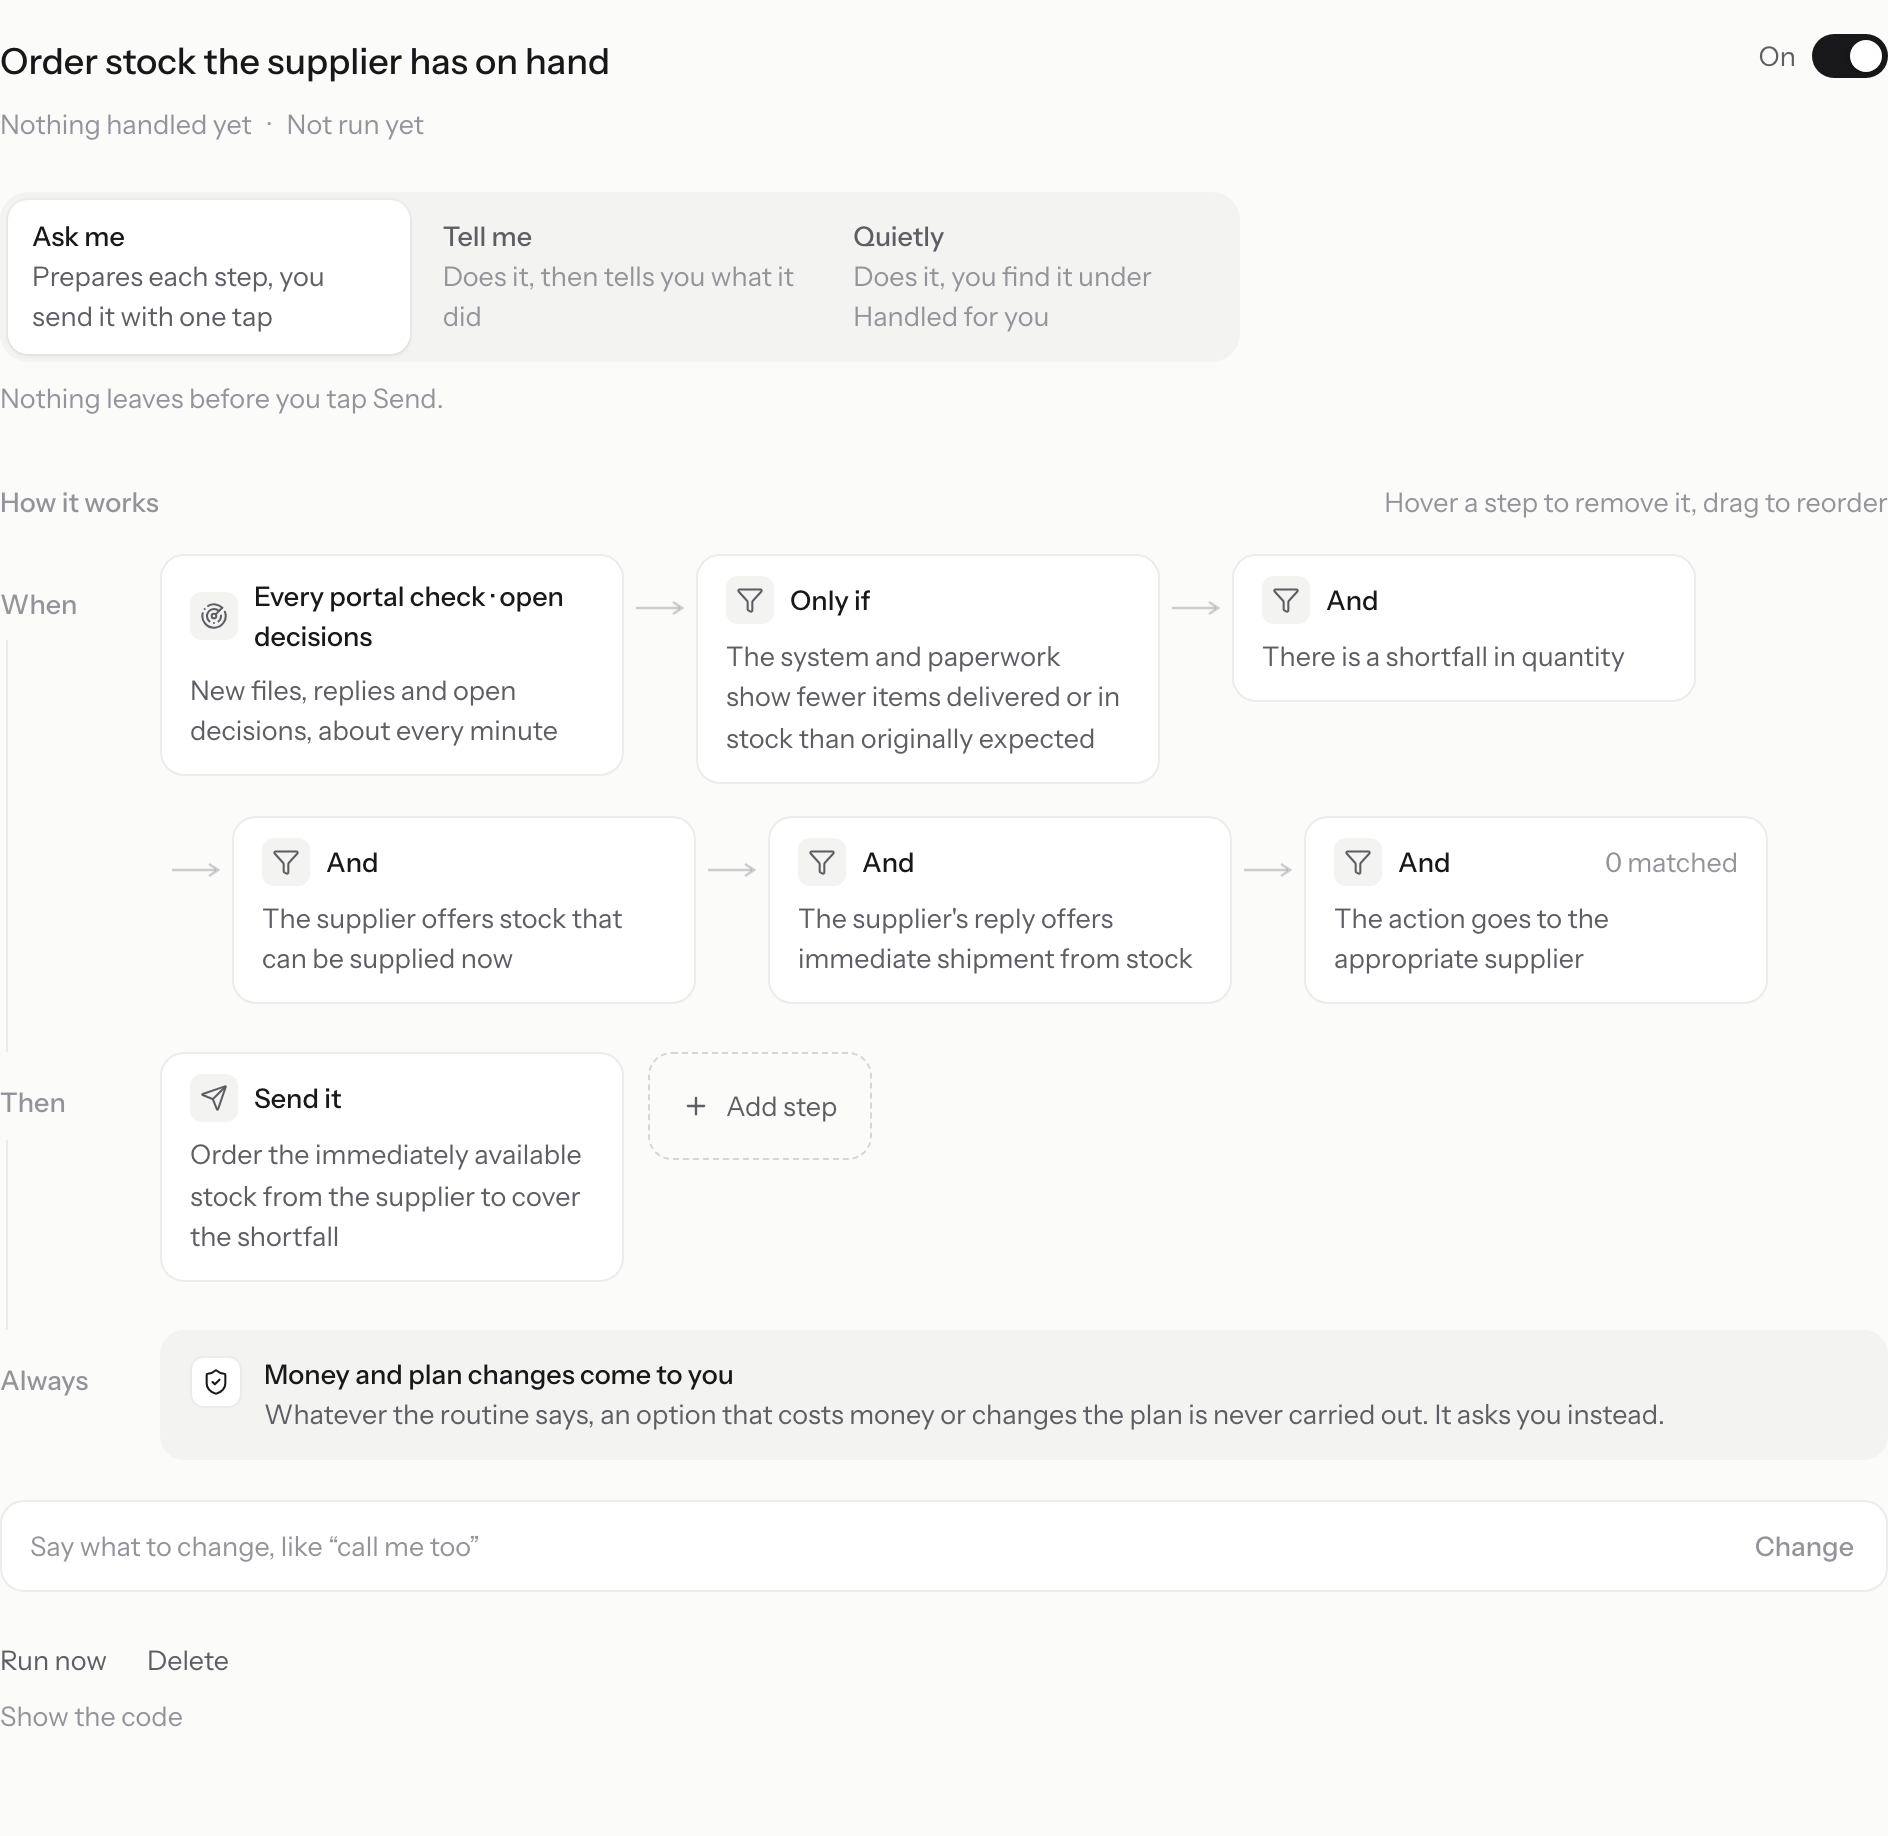 Order stock the supplier has on hand
On
Nothing handled yet · Not run yet
Ask me
Prepares each step, you
send it with one tap
Tell me
Does it, then tells you what it
did
Quietly
Does it, you find it under
Handled for you
Nothing leaves before you tap Send.
How it works
Hover a step to remove it, drag to reorder
When
Every portal check · open
decisions
New files, replies and open
decisions, about every minute
Only if
The system and paperwork
show fewer items delivered or in
stock than originally expected
And
There is a shortfall in quantity
And
The supplier offers stock that
can be supplied now
And
The supplier's reply offers
immediate shipment from stock
And
0 matched
The action goes to the
appropriate supplier
Then
Send it
Order the immediately available
stock from the supplier to cover
the shortfall
+ Add step
Always
Money and plan changes come to you
Whatever the routine says, an option that costs money or changes the plan is never carried out. It asks you instead.
Say what to change, like “call me too”
Change
Run now
Delete
Show the code